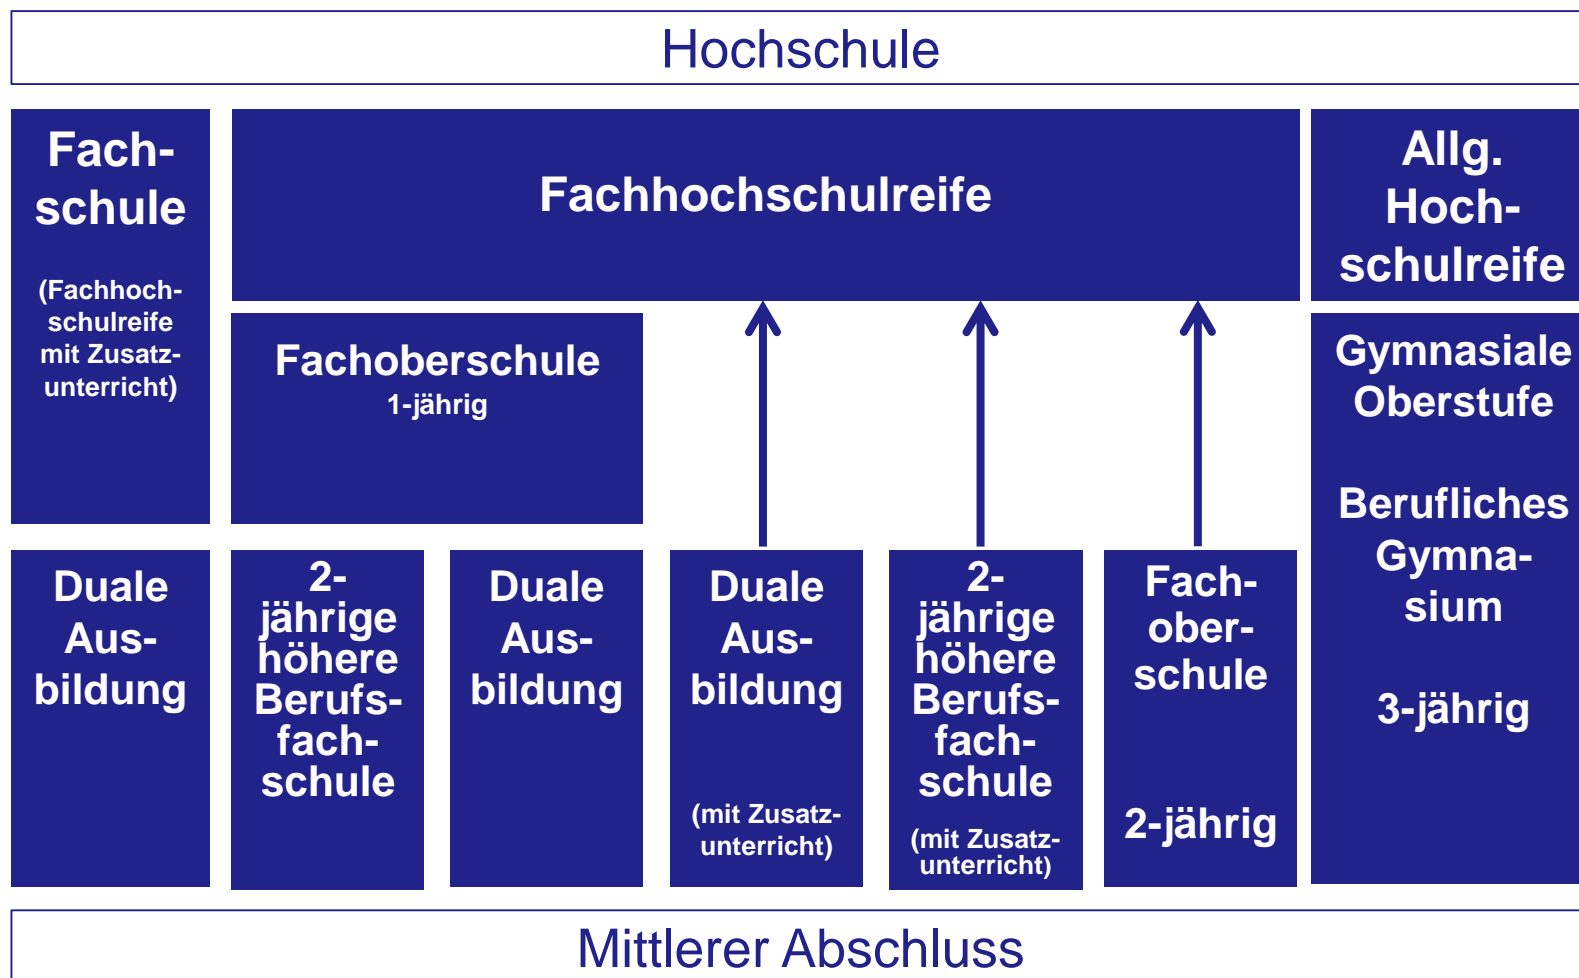 Hochschule
Fach-
schule
(Fachhoch-
schulreife
mit Zusatz-
unterricht)
Fachhochschulreife
Allg.
Hoch-
schulreife
Fachoberschule
1-jährig
Gymnasiale
Oberstufe
Berufliches
Gymna-
sium
3-jährig
Duale
Aus-
bildung
2-
jährige
höhere
Berufs-
fach-
schule
Duale
Aus-
bildung
Duale
Aus-
bildung
(mit Zusatz-
unterricht)
2-
jährige
höhere
Berufs-
fach-
schule
(mit Zusatz-
unterricht)
Fach-
ober-
schule
2-jährig
Mittlerer Abschluss